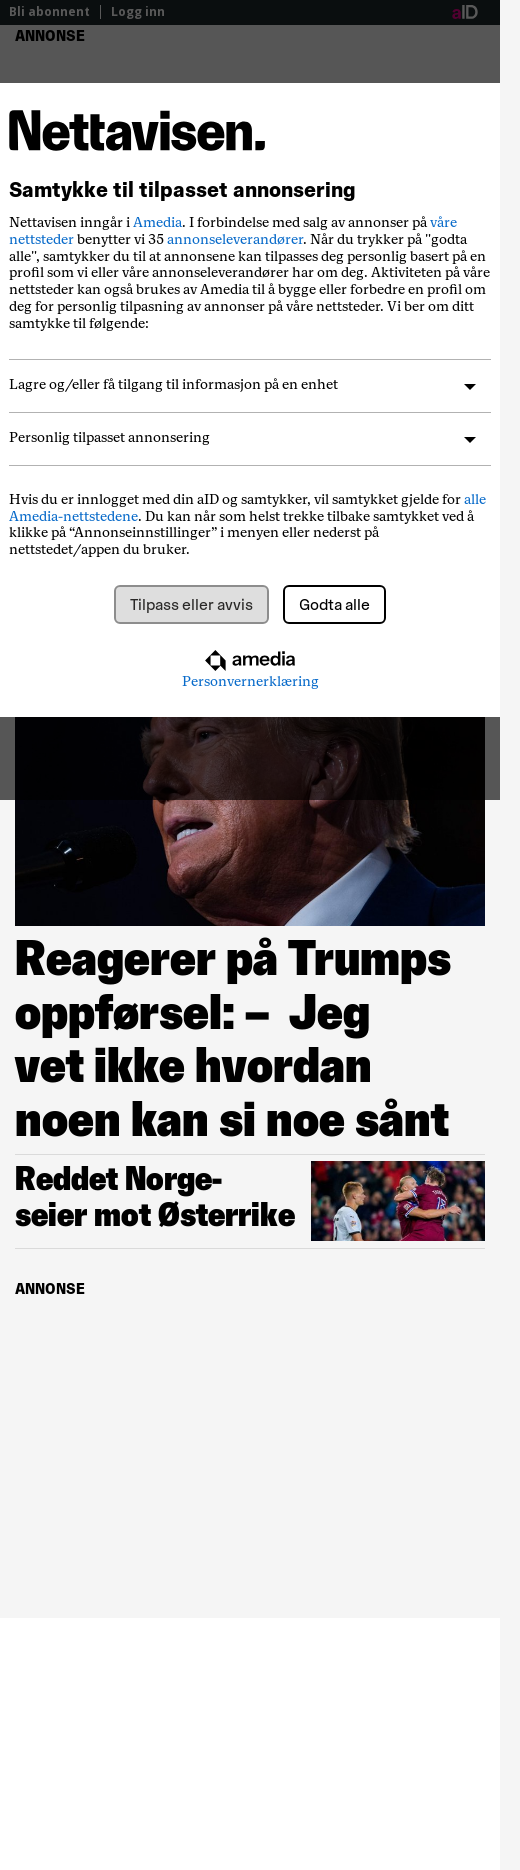 Bli abonnent
Logg inn
aID
ANNONSE
Nettavisen.
Samtykke til tilpasset annonsering
Nettavisen inngår i Amedia. I forbindelse med salg av annonser på våre
nettsteder benytter vi 35 annonseleverandører. Når du trykker på "godta
alle", samtykker du til at annonsene kan tilpasses deg personlig basert på en
profil som vi eller våre annonseleverandører har om deg. Aktiviteten på våre
nettsteder kan også brukes av Amedia til å bygge eller forbedre en profil om
deg for personlig tilpasning av annonser på våre nettsteder. Vi ber om ditt
samtykke til følgende:
Lagre og/eller få tilgang til informasjon på en enhet
Personlig tilpasset annonsering
Hvis du er innlogget med din aID og samtykker, vil samtykket gjelde for alle
Amedia-nettstedene. Du kan når som helst trekke tilbake samtykket ved å
klikke på “Annonseinnstillinger” i menyen eller nederst på
nettstedet/appen du bruker.
Tilpass eller avvis
Godta alle
amedia
Personvernerklæring
Reagerer på Trumps
oppførsel: – Jeg
vet ikke hvordan
noen kan si noe sånt
Reddet Norge-
seier mot Østerrike
ANNONSE